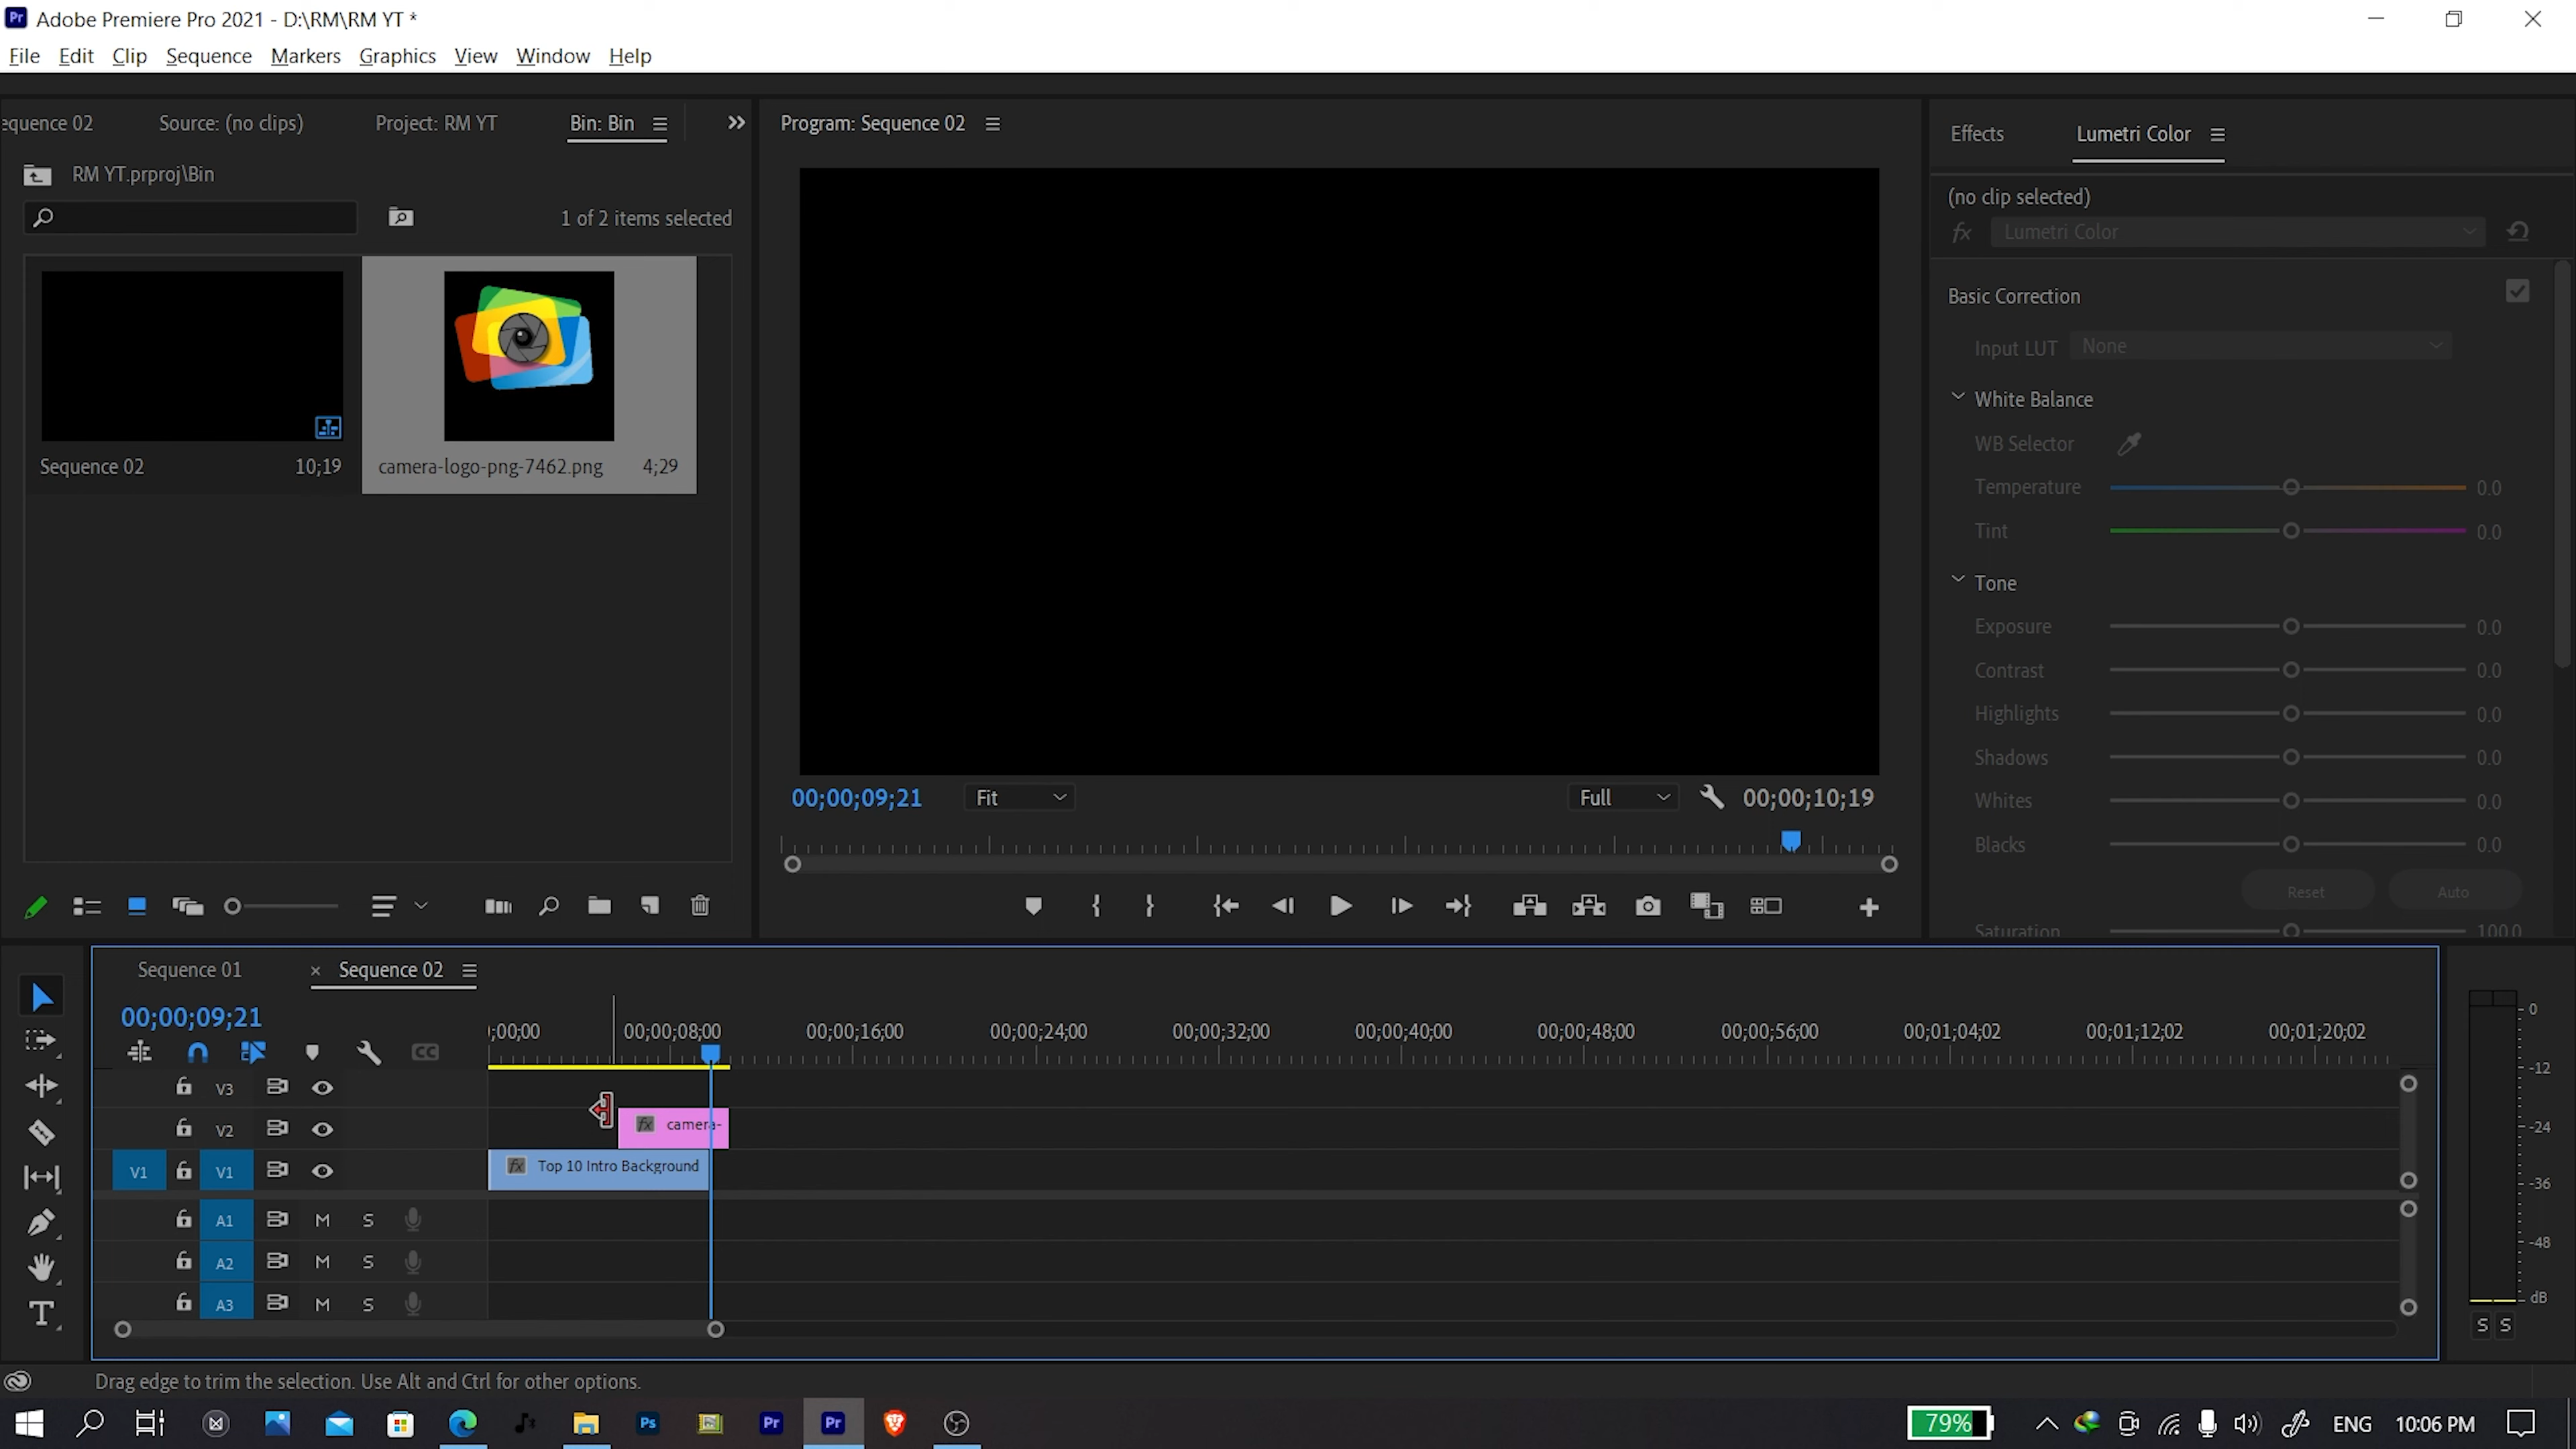 Pr Adobe Premiere Pro 2021 - D:\RM\RM YT *
File Edit Clip Sequence Markers Graphics View Window Help
equence 02 Source: (no clips) Project: RM YT Bin: Bin
Program: Sequence 02
Effects Lumetri Color
RM YT.prproj\Bin
(no clip selected)
1 of 2 items selected
fx Lumetri Color
Basic Correction
Input LUT None
White Balance
WB Selector
Sequence 02 10;19
camera-logo-png-7462.png 4;29
Temperature 0.0
Tint 0.0
Tone
Exposure 0.0
Contrast 0.0
Highlights 0.0
Shadows 0.0
Whites 0.0
Blacks 0.0
00;00;09;21 Fit Full 00;00;10;19
Reset Auto
Saturation 100.0
Sequence 01 × Sequence 02
00;00;09;21
;00;00 00;00;08;00 00;00;16;00 00;00;24;00 00;00;32;00 00;00;40;00 00;00;48;00 00;00;56;00 00;01;04;02 00;01;12;02 00;01;20;02
CC
V3
V2 fx camera-
V1 V1 fx Top 10 Intro Background
A1 M S
A2 M S
A3 M S
0
-12
-24
-36
-48
dB
S S
Drag edge to trim the selection. Use Alt and Ctrl for other options.
Ps Pr Pr 79% ENG 10:06 PM